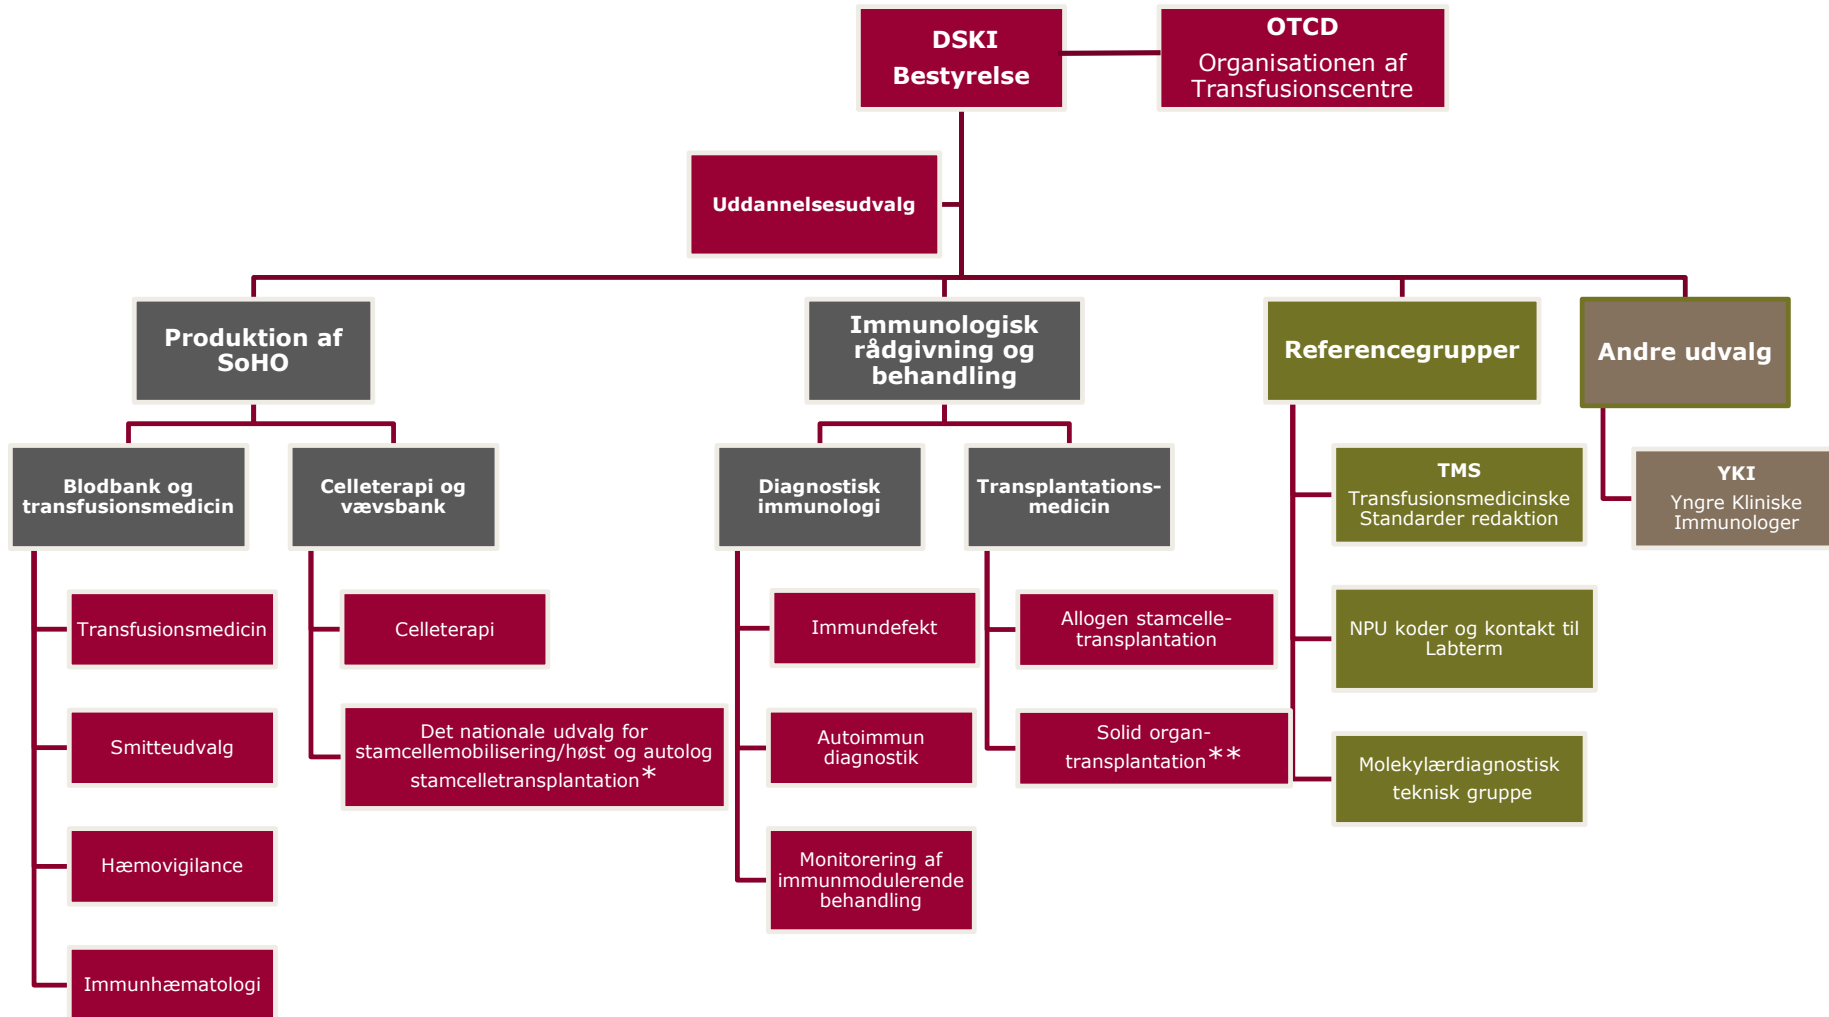 DSKI
Bestyrelse
OTCD
Organisationen af
Transfusionscentre
Uddannelsesudvalg
Produktion af
SoHO
Immunologisk
rådgivning og
behandling
Referencegrupper
Andre udvalg
Blodbank og
transfusionsmedicin
Celleterapi og
vævsbank
Diagnostisk
immunologi
Transplantations-
medicin
TMS
Transfusionsmedicinske
Standarder redaktion
YKI
Yngre Kliniske
Immunologer
Transfusionsmedicin
Celleterapi
Immundefekt
Allogen stamcelle-
transplantation
NPU koder og kontakt til
Labterm
Smitteudvalg
Det nationale udvalg for
stamcellemobilisering/høst og autolog
stamcelletransplantation*
Autoimmun
diagnostik
Solid organ-
transplantation**
Molekylærdiagnostisk
teknisk gruppe
Hæmovigilance
Monitorering af
immunmodulerende
behandling
Immunhæmatologi